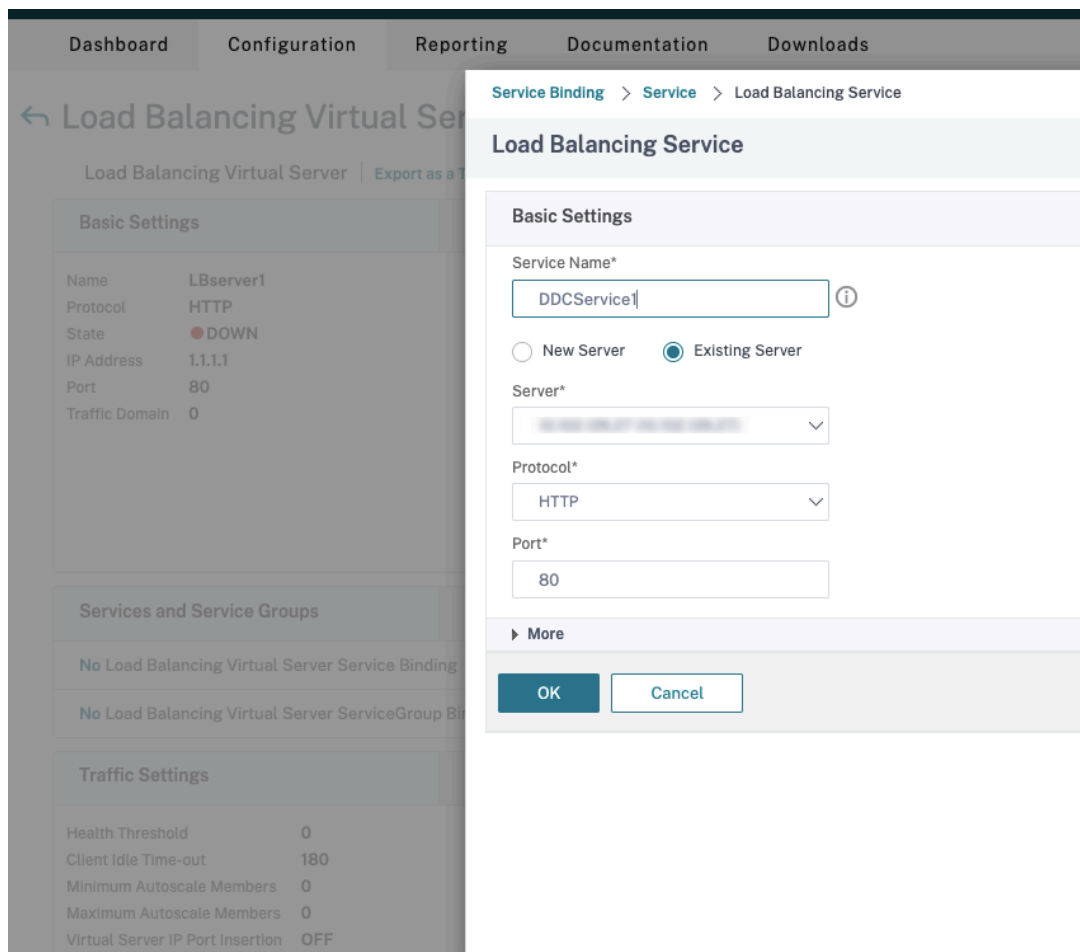 Dashboard Configuration Reporting Documentation Downloads
Load Balancing Virtual Ser
Load Balancing Virtual Server Export as a T
Basic Settings
Name LBserver1
Protocol HTTP
State DOWN
IP Address 1.1.1.1
Port 80
Traffic Domain 0
Services and Service Groups
No Load Balancing Virtual Server Service Binding
No Load Balancing Virtual Server ServiceGroup Bi
Traffic Settings
Health Threshold 0
Client Idle Time-out 180
Minimum Autoscale Members 0
Maximum Autoscale Members 0
Virtual Server IP Port Insertion OFF
Service Binding > Service > Load Balancing Service
Load Balancing Service
Basic Settings
Service Name*
DDCService1
New Server Existing Server
Server*
Protocol*
HTTP
Port*
80
More
OK Cancel